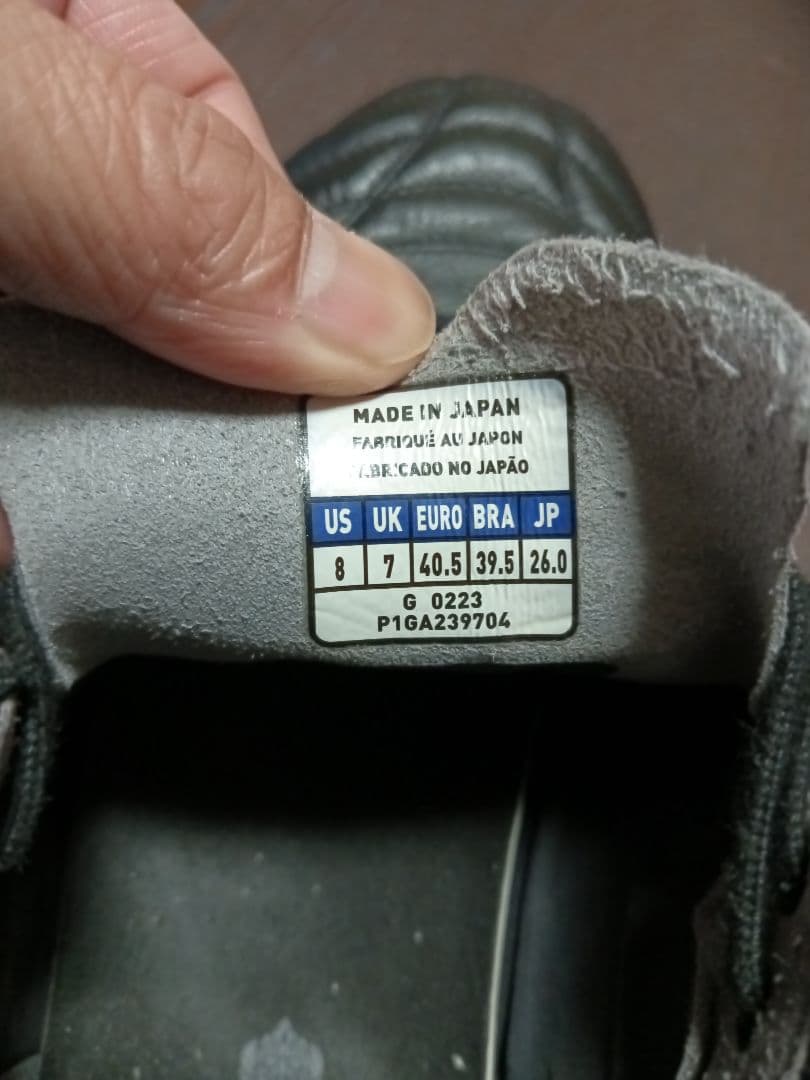 MADE IN JAPAN
FABRIQUÉ AU JAPON
FABRICADO NO JAPÃO
US UK EURO BRA JP
8 7 40.5 39.5 26.0
G 0223
P1GA239704